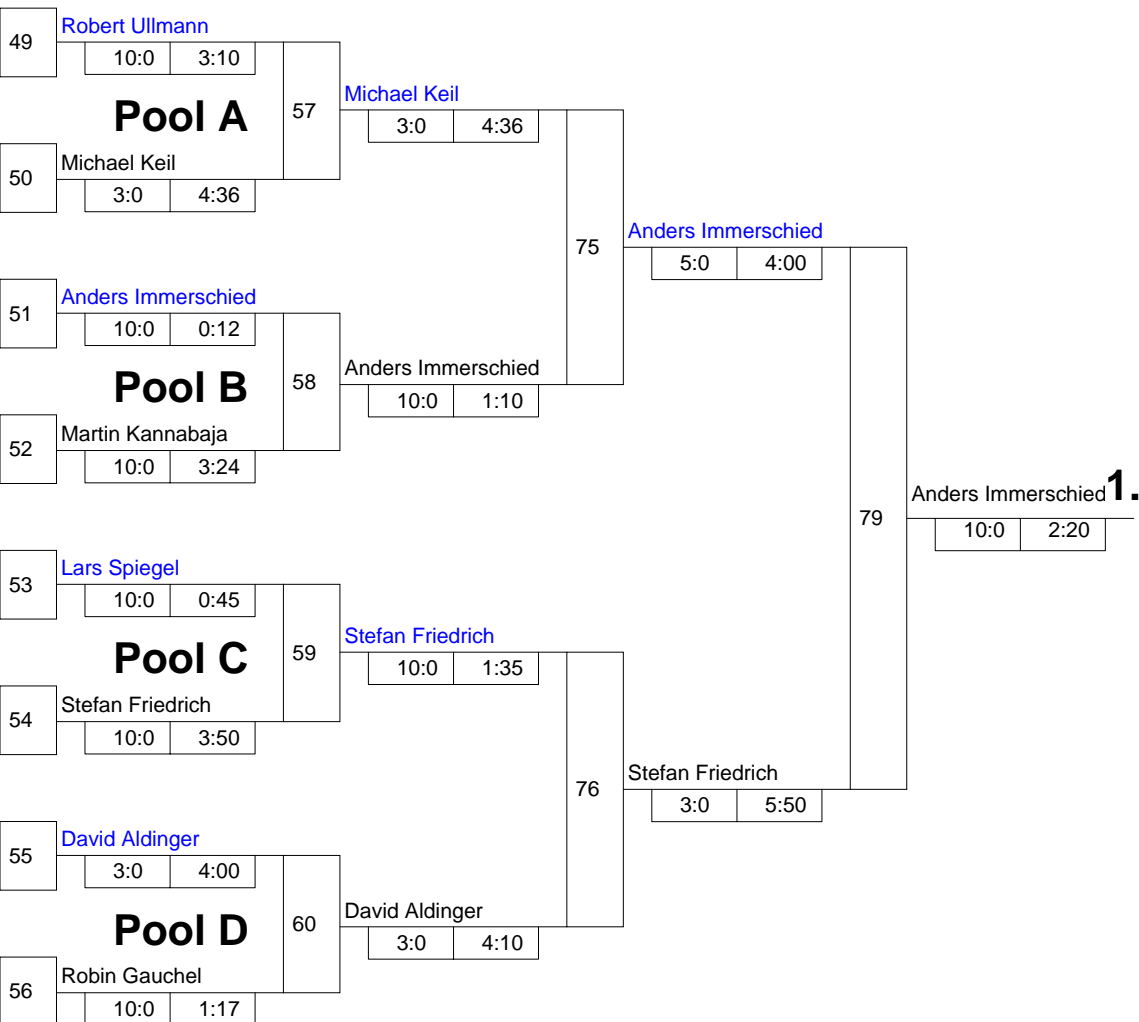 49
Robert Ullmann
10:0 3:10
Pool A
57
Michael Keil
3:0 4:36
50
Michael Keil
3:0 4:36
75
Anders Immerschied
5:0 4:00
51
Anders Immerschied
10:0 0:12
Pool B
58
Anders Immerschied
10:0 1:10
52
Martin Kannabaja
10:0 3:24
79
Anders Immerschied 1.
10:0 2:20
53
Lars Spiegel
10:0 0:45
Pool C
59
Stefan Friedrich
10:0 1:35
54
Stefan Friedrich
10:0 3:50
76
Stefan Friedrich
3:0 5:50
55
David Aldinger
3:0 4:00
Pool D
60
David Aldinger
3:0 4:10
56
Robin Gauchel
10:0 1:17